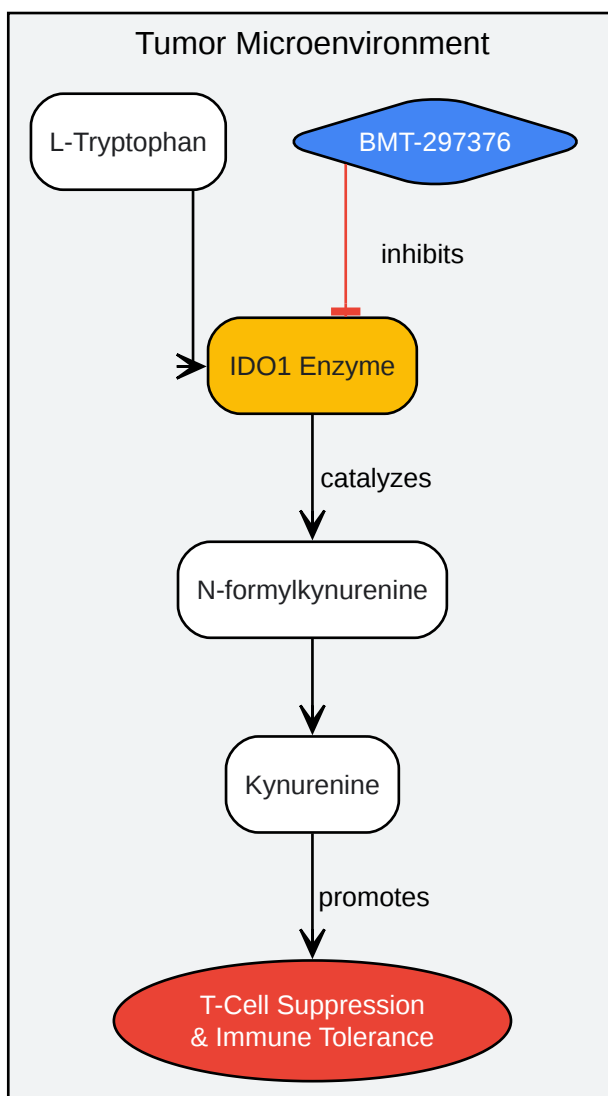 Tumor Microenvironment
L-Tryptophan
BMT-297376
inhibits
IDO1 Enzyme
catalyzes
N-formylkynurenine
Kynurenine
promotes
T-Cell Suppression
& Immune Tolerance